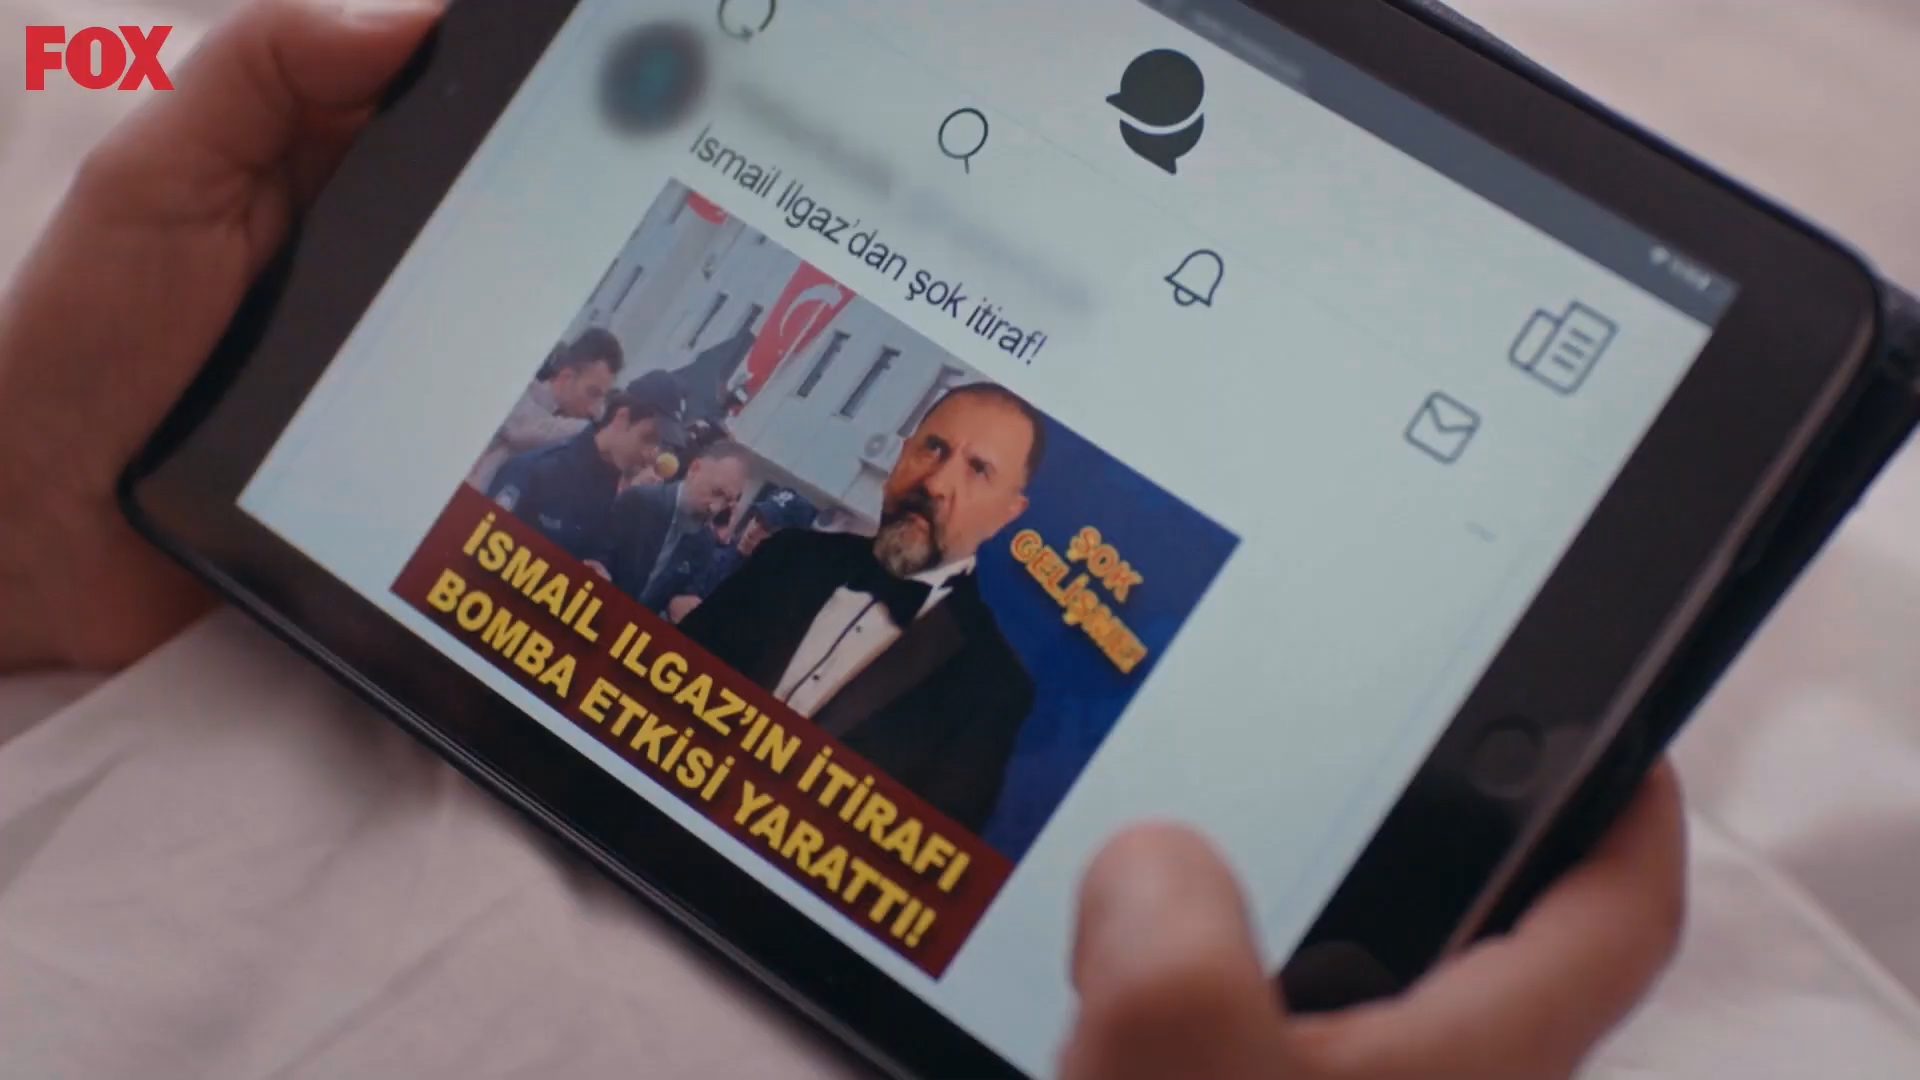 FOX
İsmail Ilgaz'dan şok itiraf!
ŞOK
GELİŞME!
İSMAİL ILGAZ'IN İTİRAFI
BOMBA ETKİSİ YARATTI!